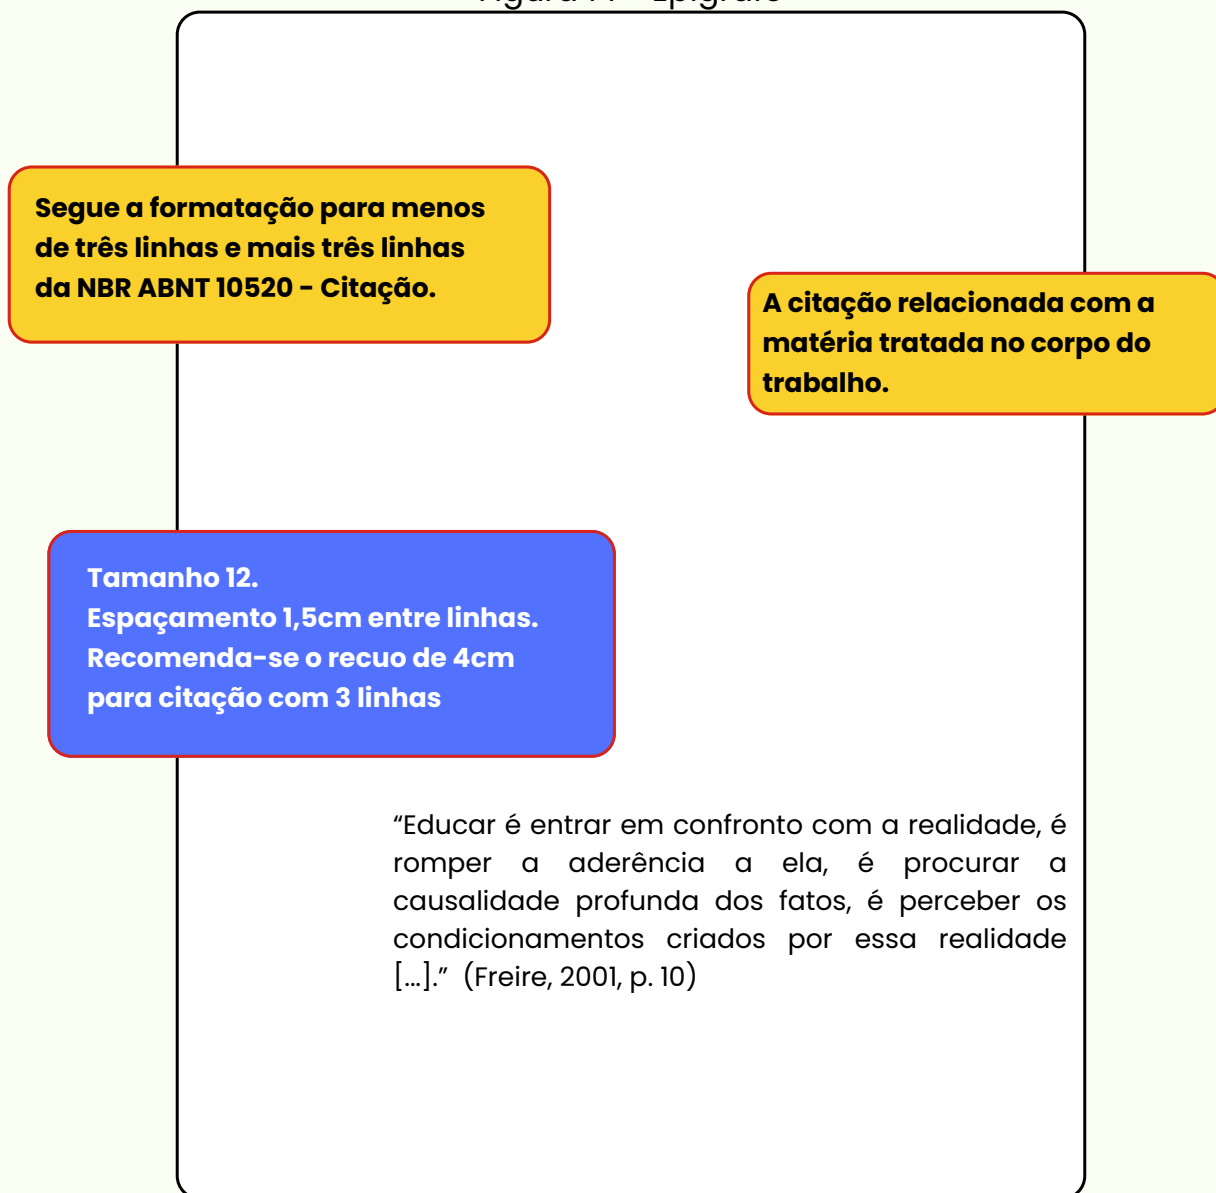 Segue a formatação para menos
de três linhas e mais três linhas
da NBR ABNT 10520 - Citação.
A citação relacionada com a
matéria tratada no corpo do
trabalho.
Tamanho 12.
Espaçamento 1,5cm entre linhas.
Recomenda-se o recuo de 4cm
para citação com 3 linhas
“Educar é entrar em confronto com a realidade, é
romper a aderência a ela, é procurar a
causalidade profunda dos fatos, é perceber os
condicionamentos criados por essa realidade
[...].” (Freire, 2001, p. 10)